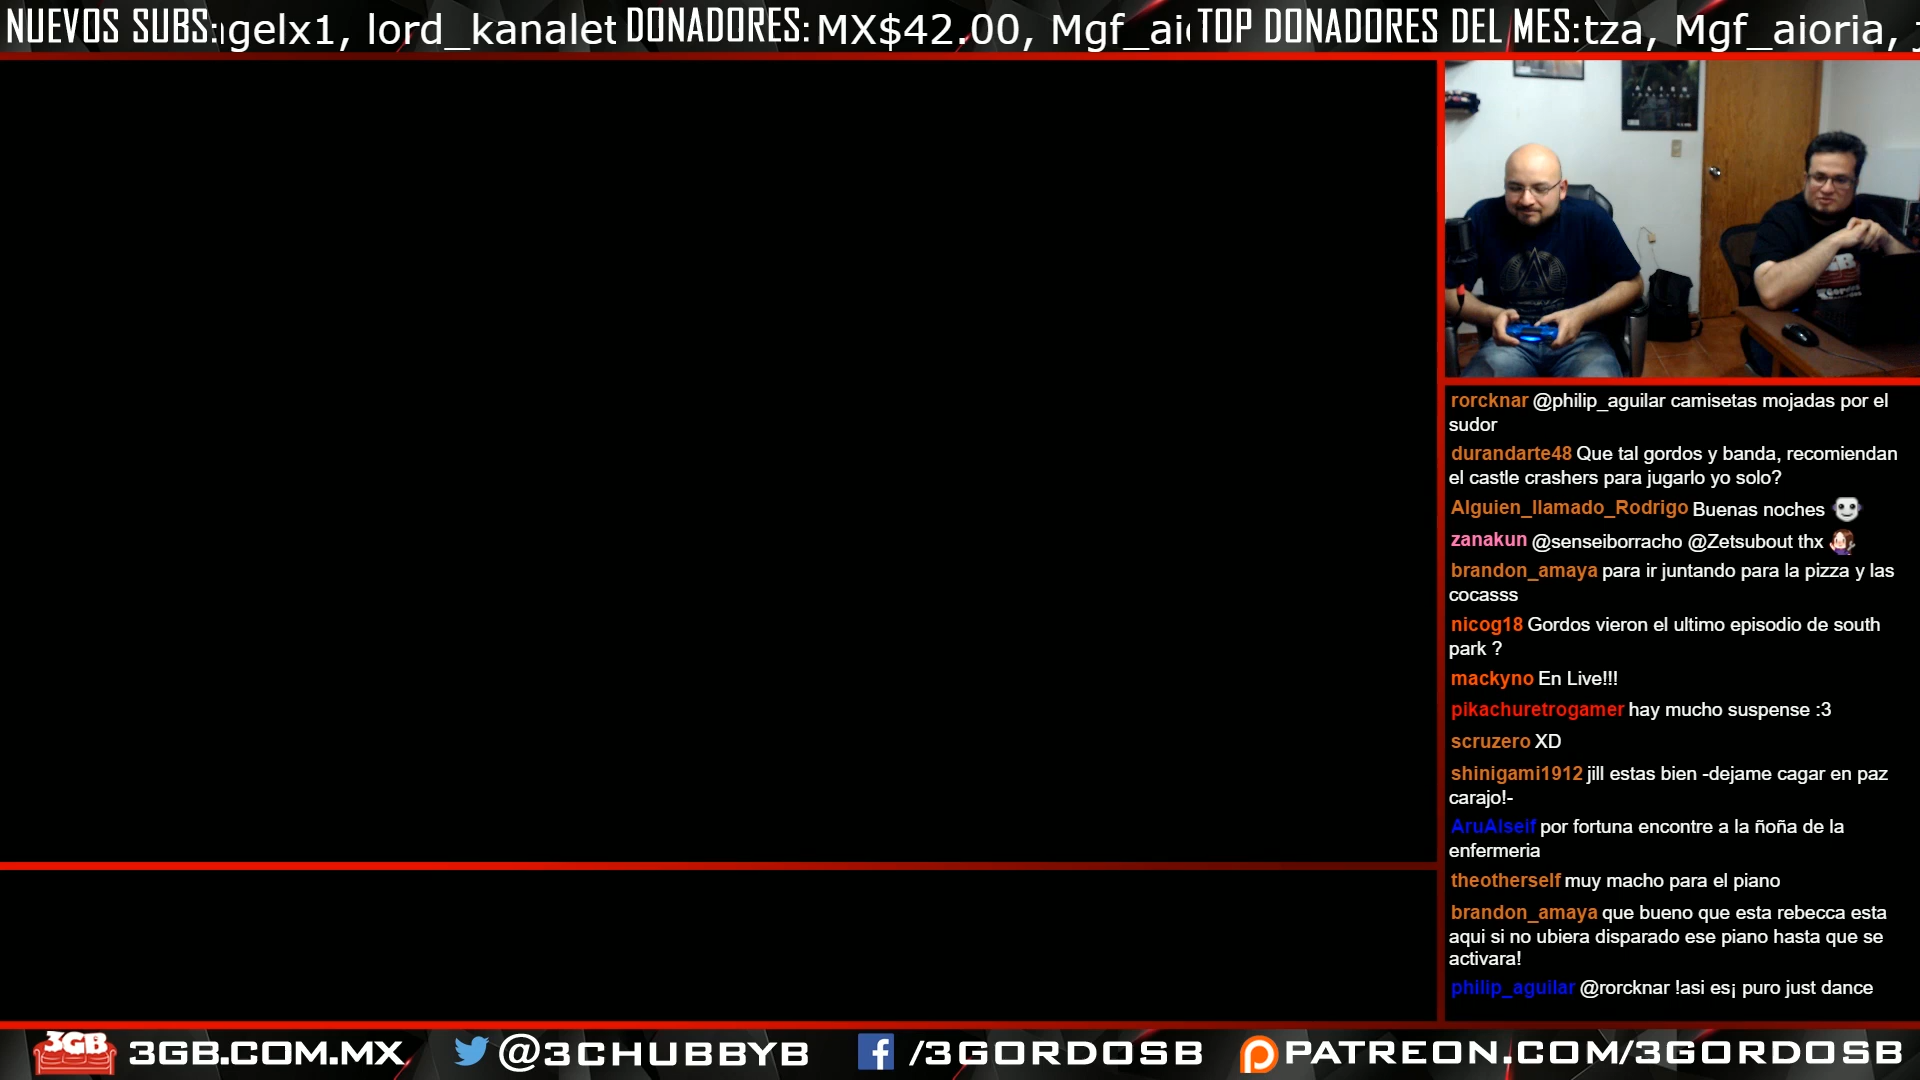 NUEVOS SUBS: gelx1, lord_kanalet DONADORES: MX$42.00, Mgf_ai TOP DONADORES DEL MES: tza, Mgf_aioria,
ALIEN
3GB
rorcknar @philip_aguilar camisetas mojadas por el
sudor
durandarte48 Que tal gordos y banda, recomiendan
el castle crashers para jugarlo yo solo?
Alguien_llamado_Rodrigo Buenas noches
zanakun @senseiborracho @Zetsubout thx
brandon_amaya para ir juntando para la pizza y las
cocasss
nicog18 Gordos vieron el ultimo episodio de south
park ?
mackyno En Live!!!
pikachuretrogamer hay mucho suspense :3
scruzero XD
shinigami1912 jill estas bien -dejame cagar en paz
carajo!-
AruAlseif por fortuna encontre a la ñoña de la
enfermeria
theotherself muy macho para el piano
brandon_amaya que bueno que esta rebecca esta
aqui si no ubiera disparado ese piano hasta que se
activara!
philip_aguilar @rorcknar !asi es¡ puro just dance
3GB 3GB.COM.MX @3CHUBBYB /3GORDOSB PATREON.COM/3GORDOSB